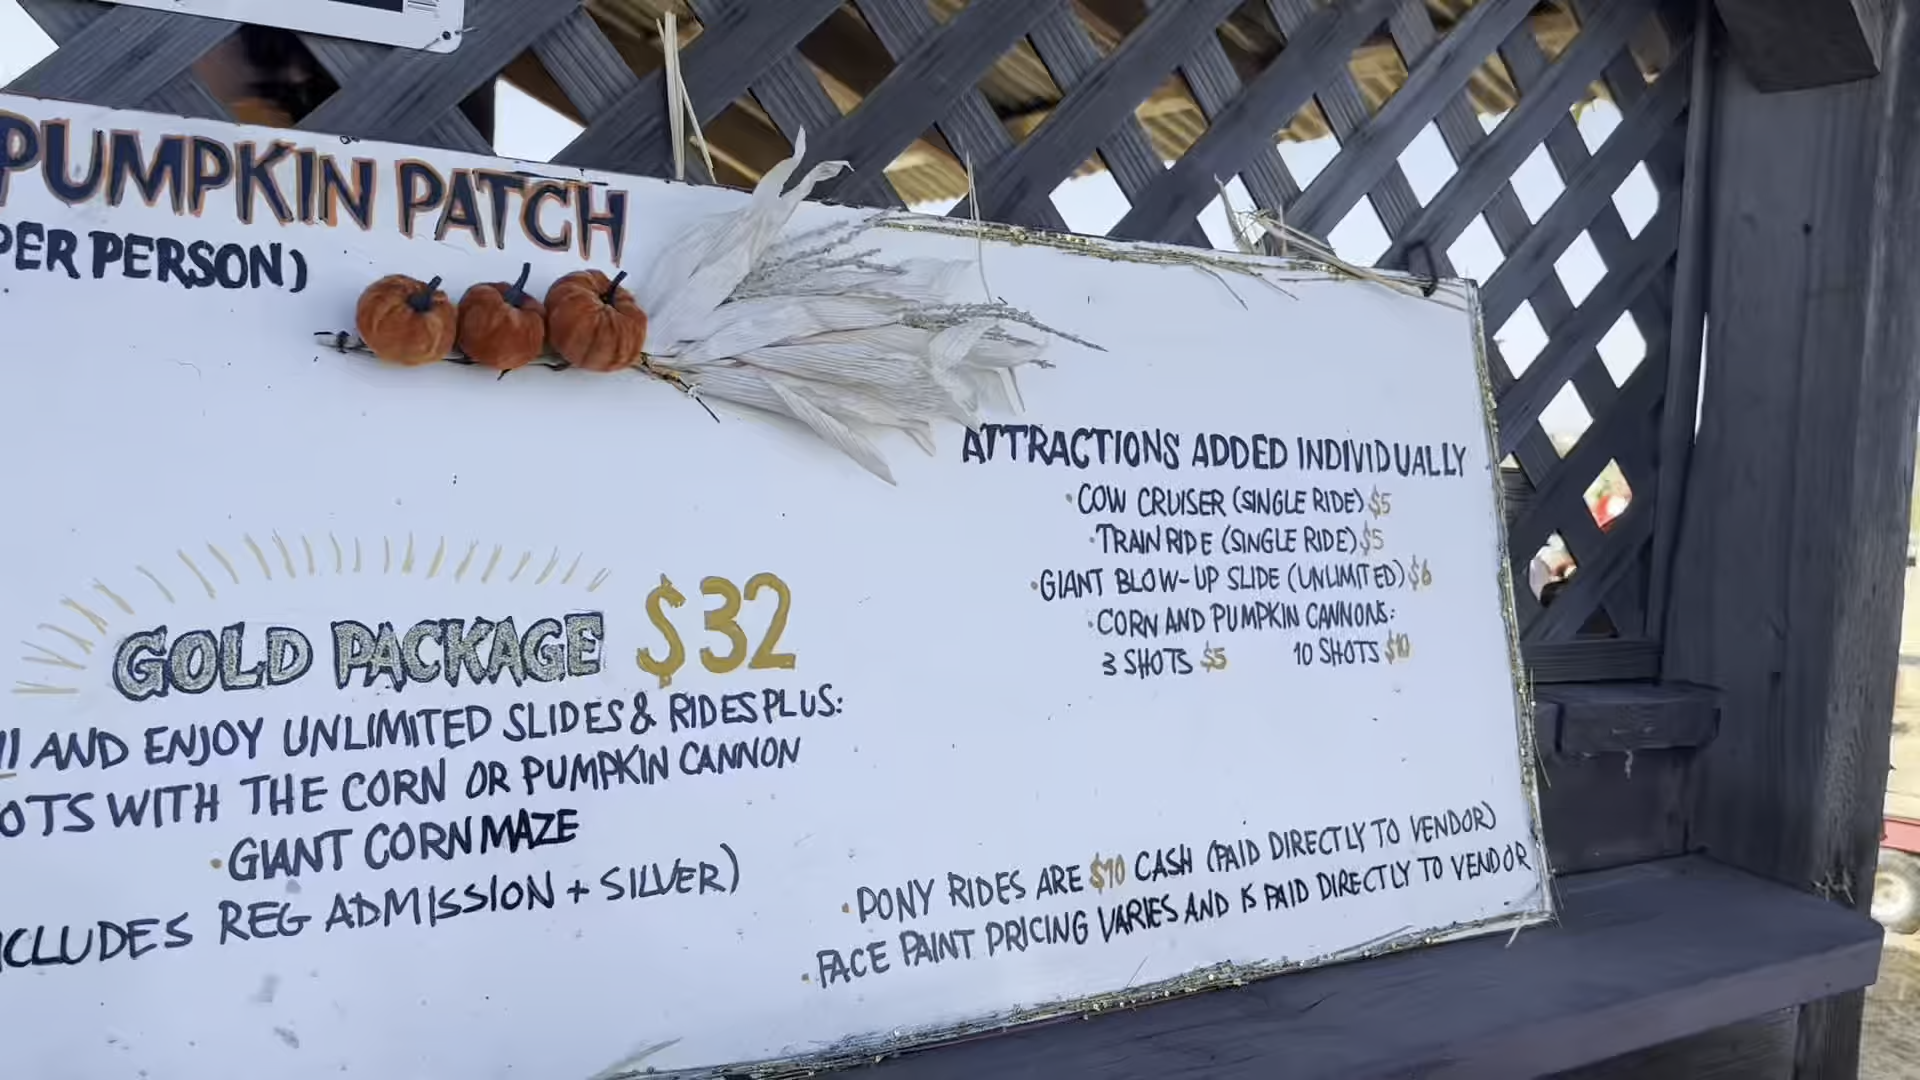 PUMPKIN PATCH
PER PERSON)
GOLD PACKAGE $32
AND ENJOY UNLIMITED SLIDES & RIDES PLUS:
WITH THE CORN OR PUMPKIN CANNON
• GIANT CORN MAZE
REG ADMISSION + SILVER)
ATTRACTIONS ADDED INDIVIDUALLY
• COW CRUISER (SINGLE RIDE) $5
• TRAIN RIDE (SINGLE RIDE) $5
• GIANT BLOW-UP SLIDE (UNLIMITED) $6
• CORN AND PUMPKIN CANNONS:
3 SHOTS $5 10 SHOTS $10
• PONY RIDES ARE $10 CASH (PAID DIRECTLY TO VENDOR)
• FACE PAINT PRICING VARIES AND IS PAID DIRECTLY TO VENDOR